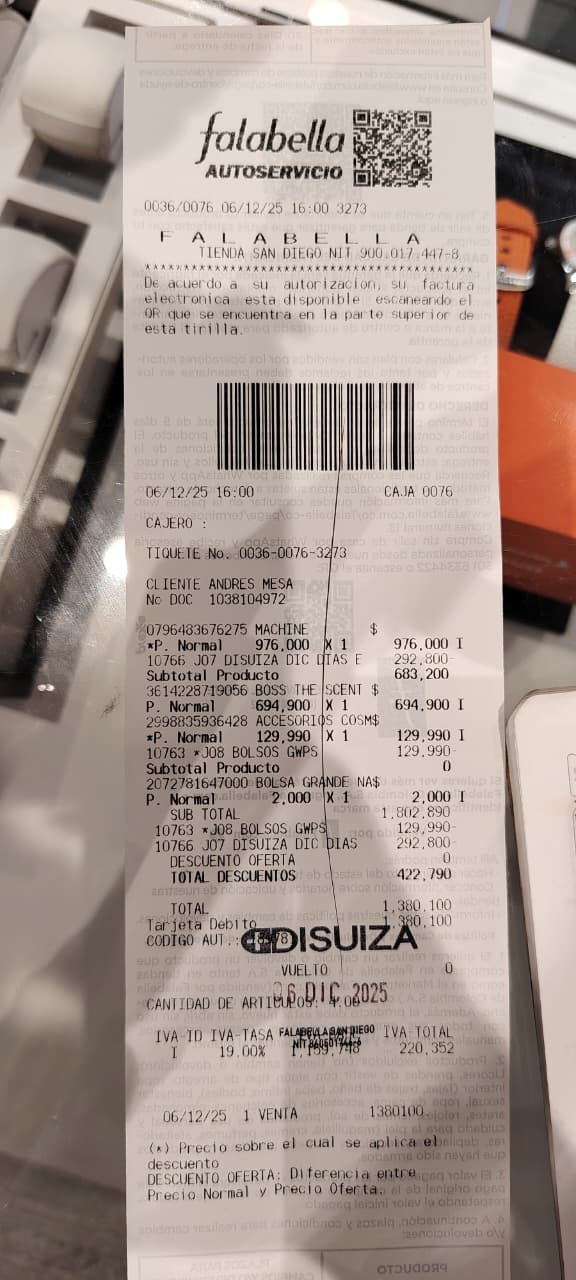 falabella
AUTOSERVICIO
0036/0076 06/12/25 16:00 3273
F A L A B E L L A
TIENDA SAN DIEGO NIT 900.017.447-8
****************************************
De acuerdo a su autorizacion, su factura
electronica esta disponible escaneando el
QR que se encuentra en la parte superior de
esta tirilla.
06/12/25 16:00 CAJA 0076
CAJERO :
TIQUETE No. 0036-0076-3273
CLIENTE ANDRES MESA
No DOC 1038104972
0796483676275 MACHINE $
*P. Normal 976,000 X 1 976,000 I
10766 J07 DISUIZA DIC DIAS E 292,800-
Subtotal Producto 683,200
3614228719056 BOSS THE SCENT $
P. Normal 694,900 X 1 694,900 I
2998835936428 ACCESORIOS COSM$
*P. Normal 129,990 X 1 129,990 I
10763 *J08 BOLSOS GWPS 129,990-
Subtotal Producto 0
2072781647000 BOLSA GRANDE NA$
P. Normal 2,000 X 1 2,000 I
SUB TOTAL 1,802,890
10763 *J08 BOLSOS GWPS 129,990-
10766 J07 DISUIZA DIC DIAS 292,800-
DESCUENTO OFERTA 0
TOTAL DESCUENTOS 422,790
TOTAL 1,380,100
Tarjeta Debito 1,380,100
CODIGO AUT.:
DISUIZA
VUELTO 0
06 DIC 2025
CANTIDAD DE ARTICULOS: 4.00
IVA-ID IVA-TASA FALABELLA SAN DIEGO IVA-TOTAL
I 19.00% 1,159,748 220,352
06/12/25 1 VENTA 1380100.
(*) Precio sobre el cual se aplica el
descuento
DESCUENTO OFERTA: Diferencia entre
Precio Normal y Precio Oferta.